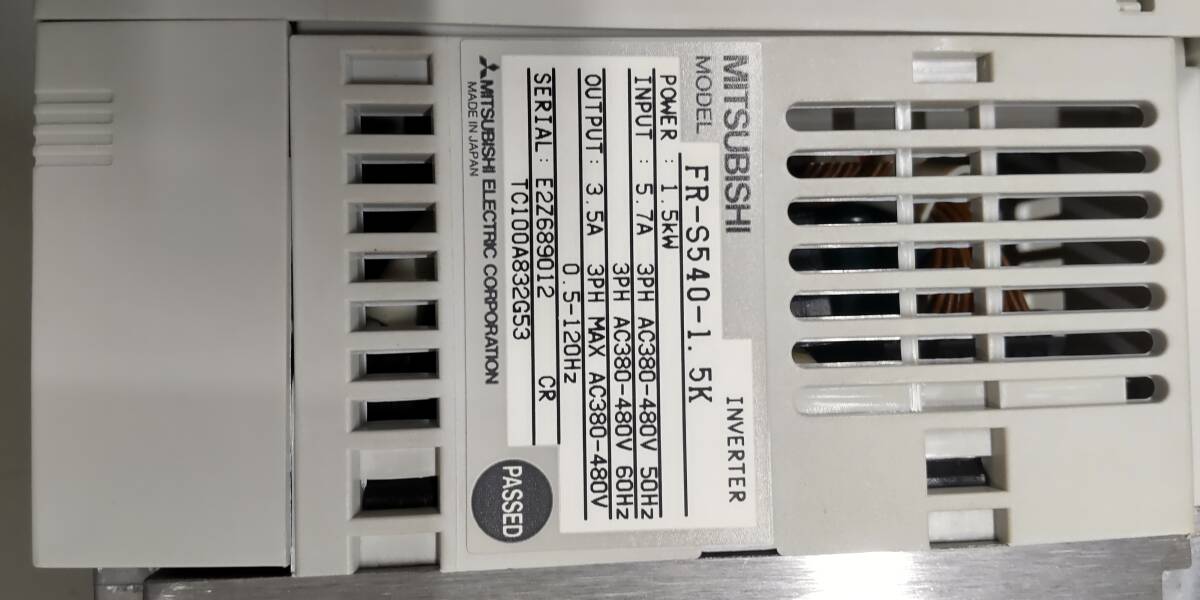 MITSUBISHI
INVERTER
MODEL FR-S540-1.5K
POWER : 1.5kW
INPUT : 5.7A 3PH AC380-480V 50Hz
3PH AC380-480V 60Hz
OUTPUT: 3.5A 3PH MAX AC380-480V
0.5-120Hz
SERIAL: E2Z689012 CR
TC100A832G53
PASSED
MITSUBISHI ELECTRIC CORPORATION
MADE IN JAPAN